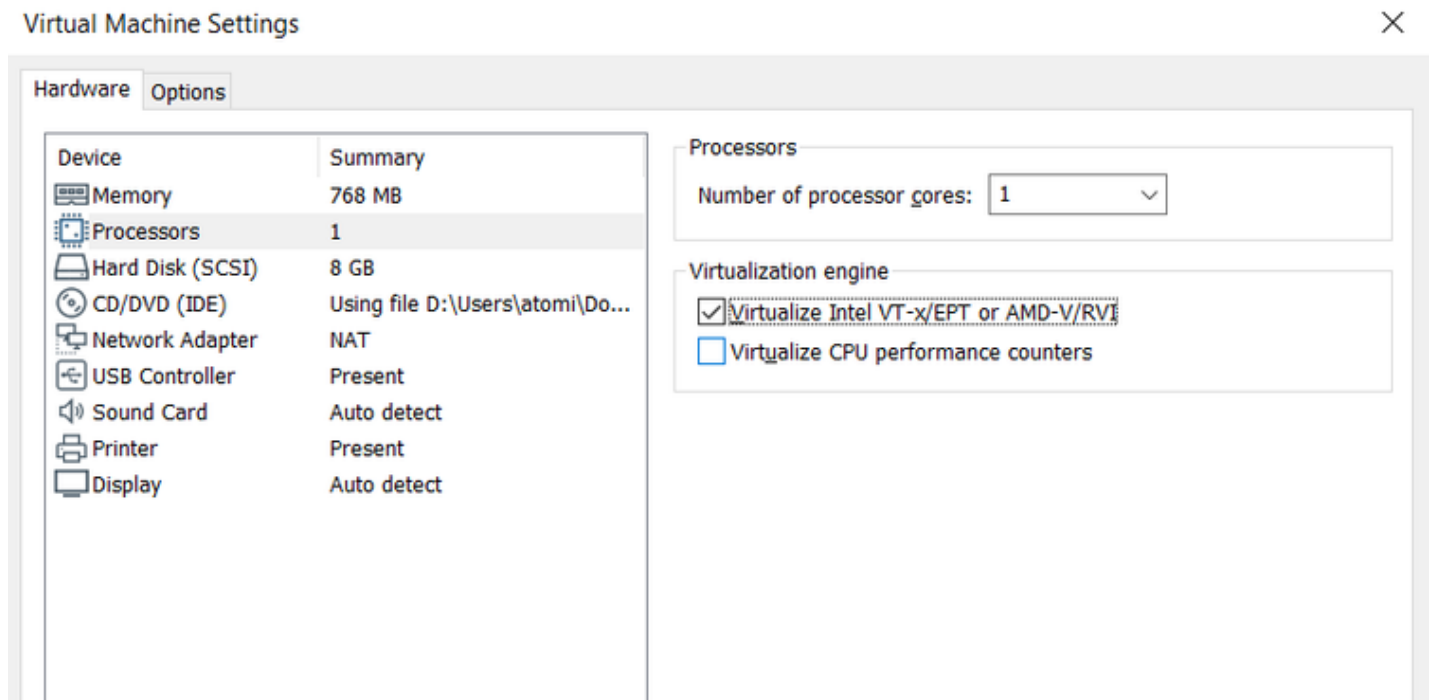 Virtual Machine Settings
Hardware Options
Device Summary
Memory 768 MB
Processors 1
Hard Disk (SCSI) 8 GB
CD/DVD (IDE) Using file D:\Users\atomi\Do...
Network Adapter NAT
USB Controller Present
Sound Card Auto detect
Printer Present
Display Auto detect
Processors
Number of processor cores: 1
Virtualization engine
Virtualize Intel VT-x/EPT or AMD-V/RVI
Virtualize CPU performance counters